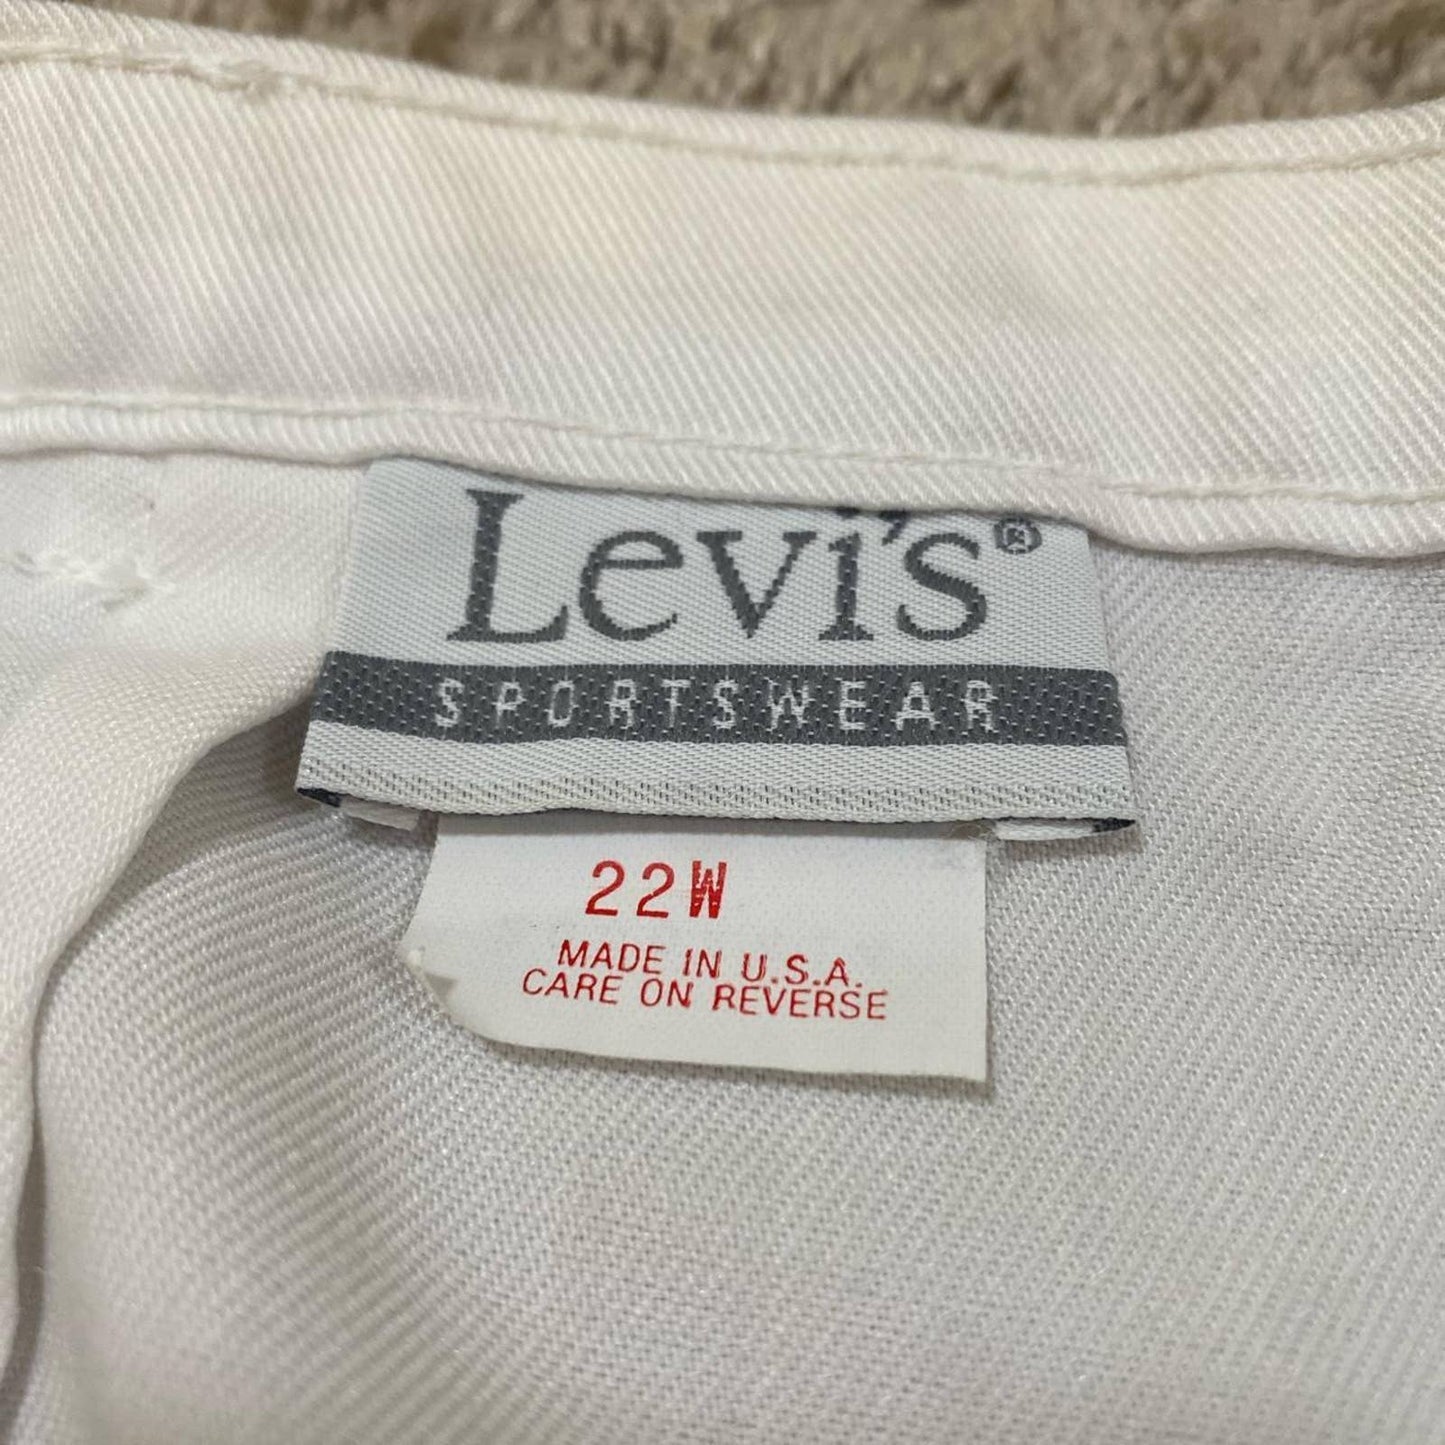 Levi's®
SPORTSWEAR
22W
MADE IN U.S.A.
CARE ON REVERSE